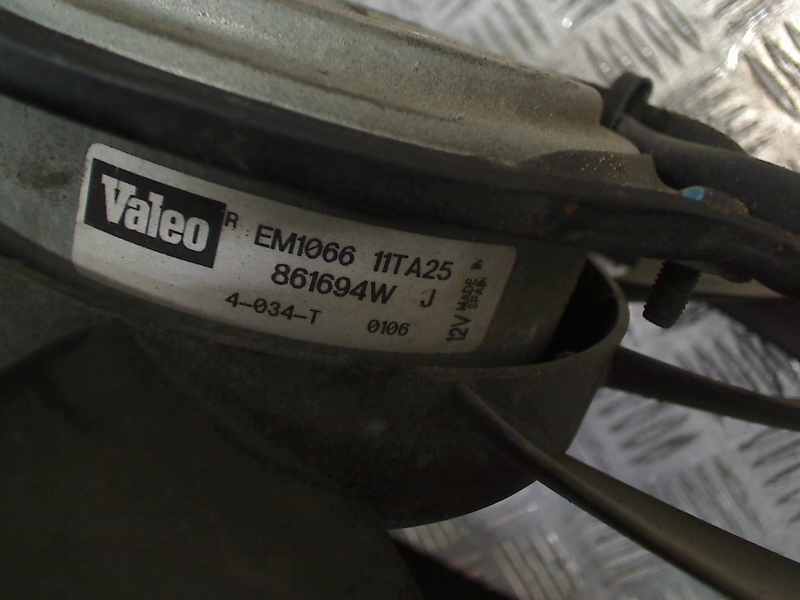 Valeo R
EM1066 11TA25
861694W J
4-034-T 0106
12V MADE IN SPAIN